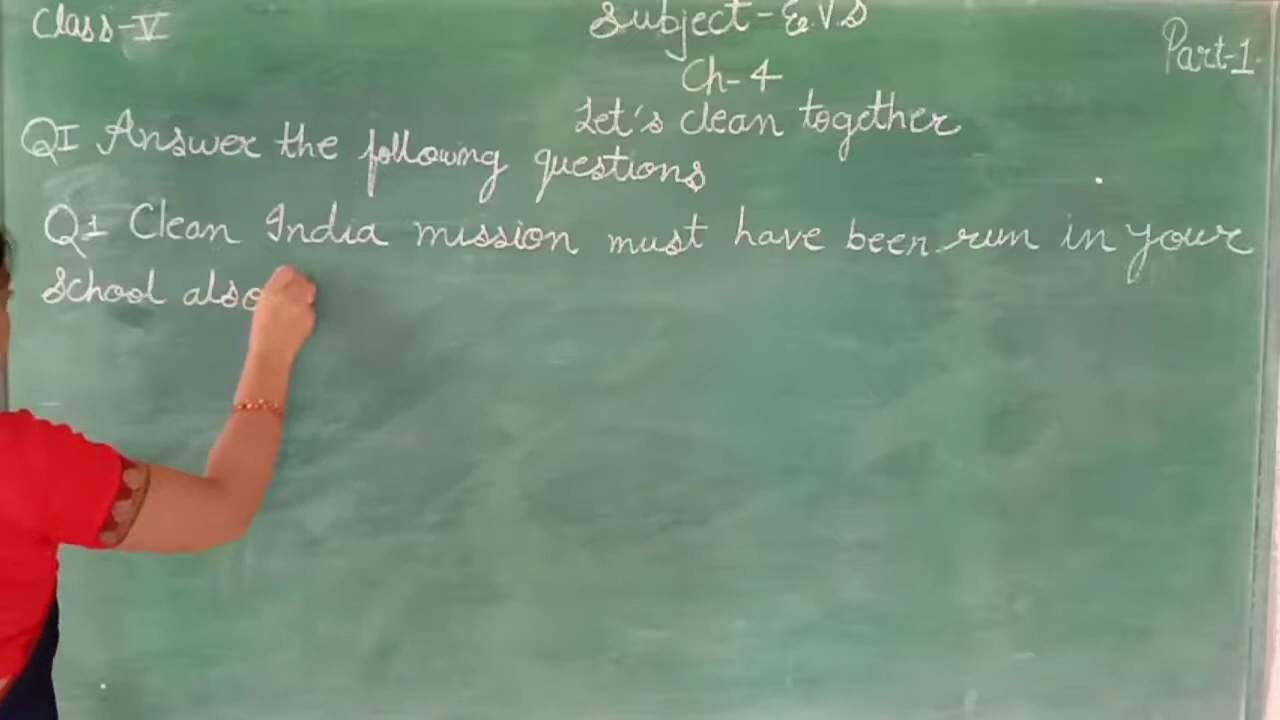 Class-V
Subject-E.V.S
Part-1.
Ch-4
Let's clean together
QI Answer the following questions
Q1 Clean India mission must have been run in your
school also